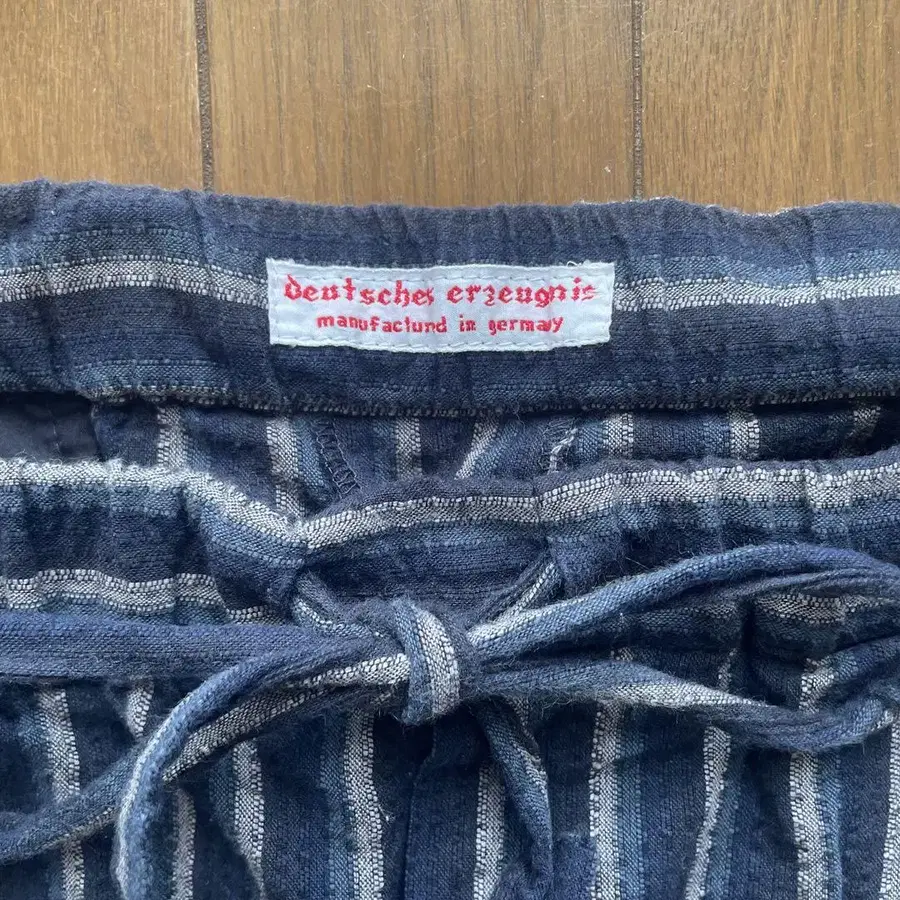 deutsches erzeugnis
manufactund in germany